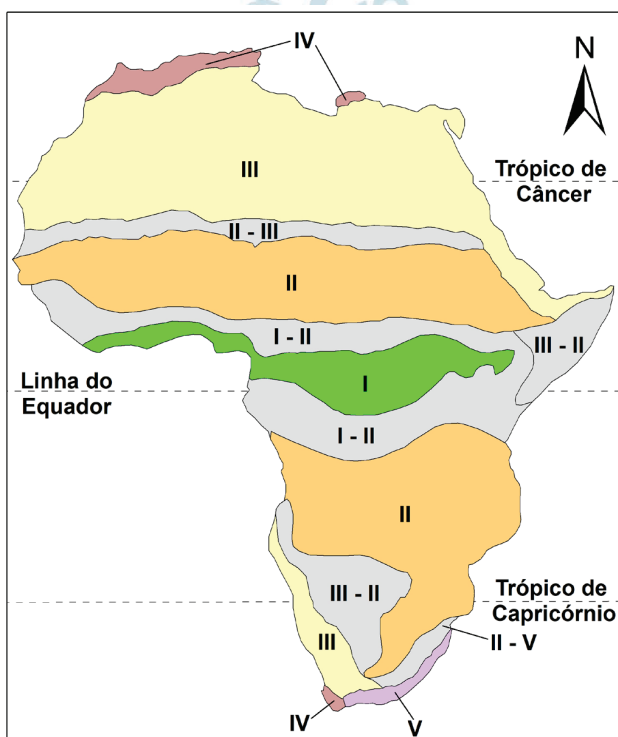 IV
N
III
Trópico de
Câncer
II - III
II
I - II
III - II
Linha do
Equador
I
I - II
II
III - II
Trópico de
Capricórnio
II - V
III
IV
V